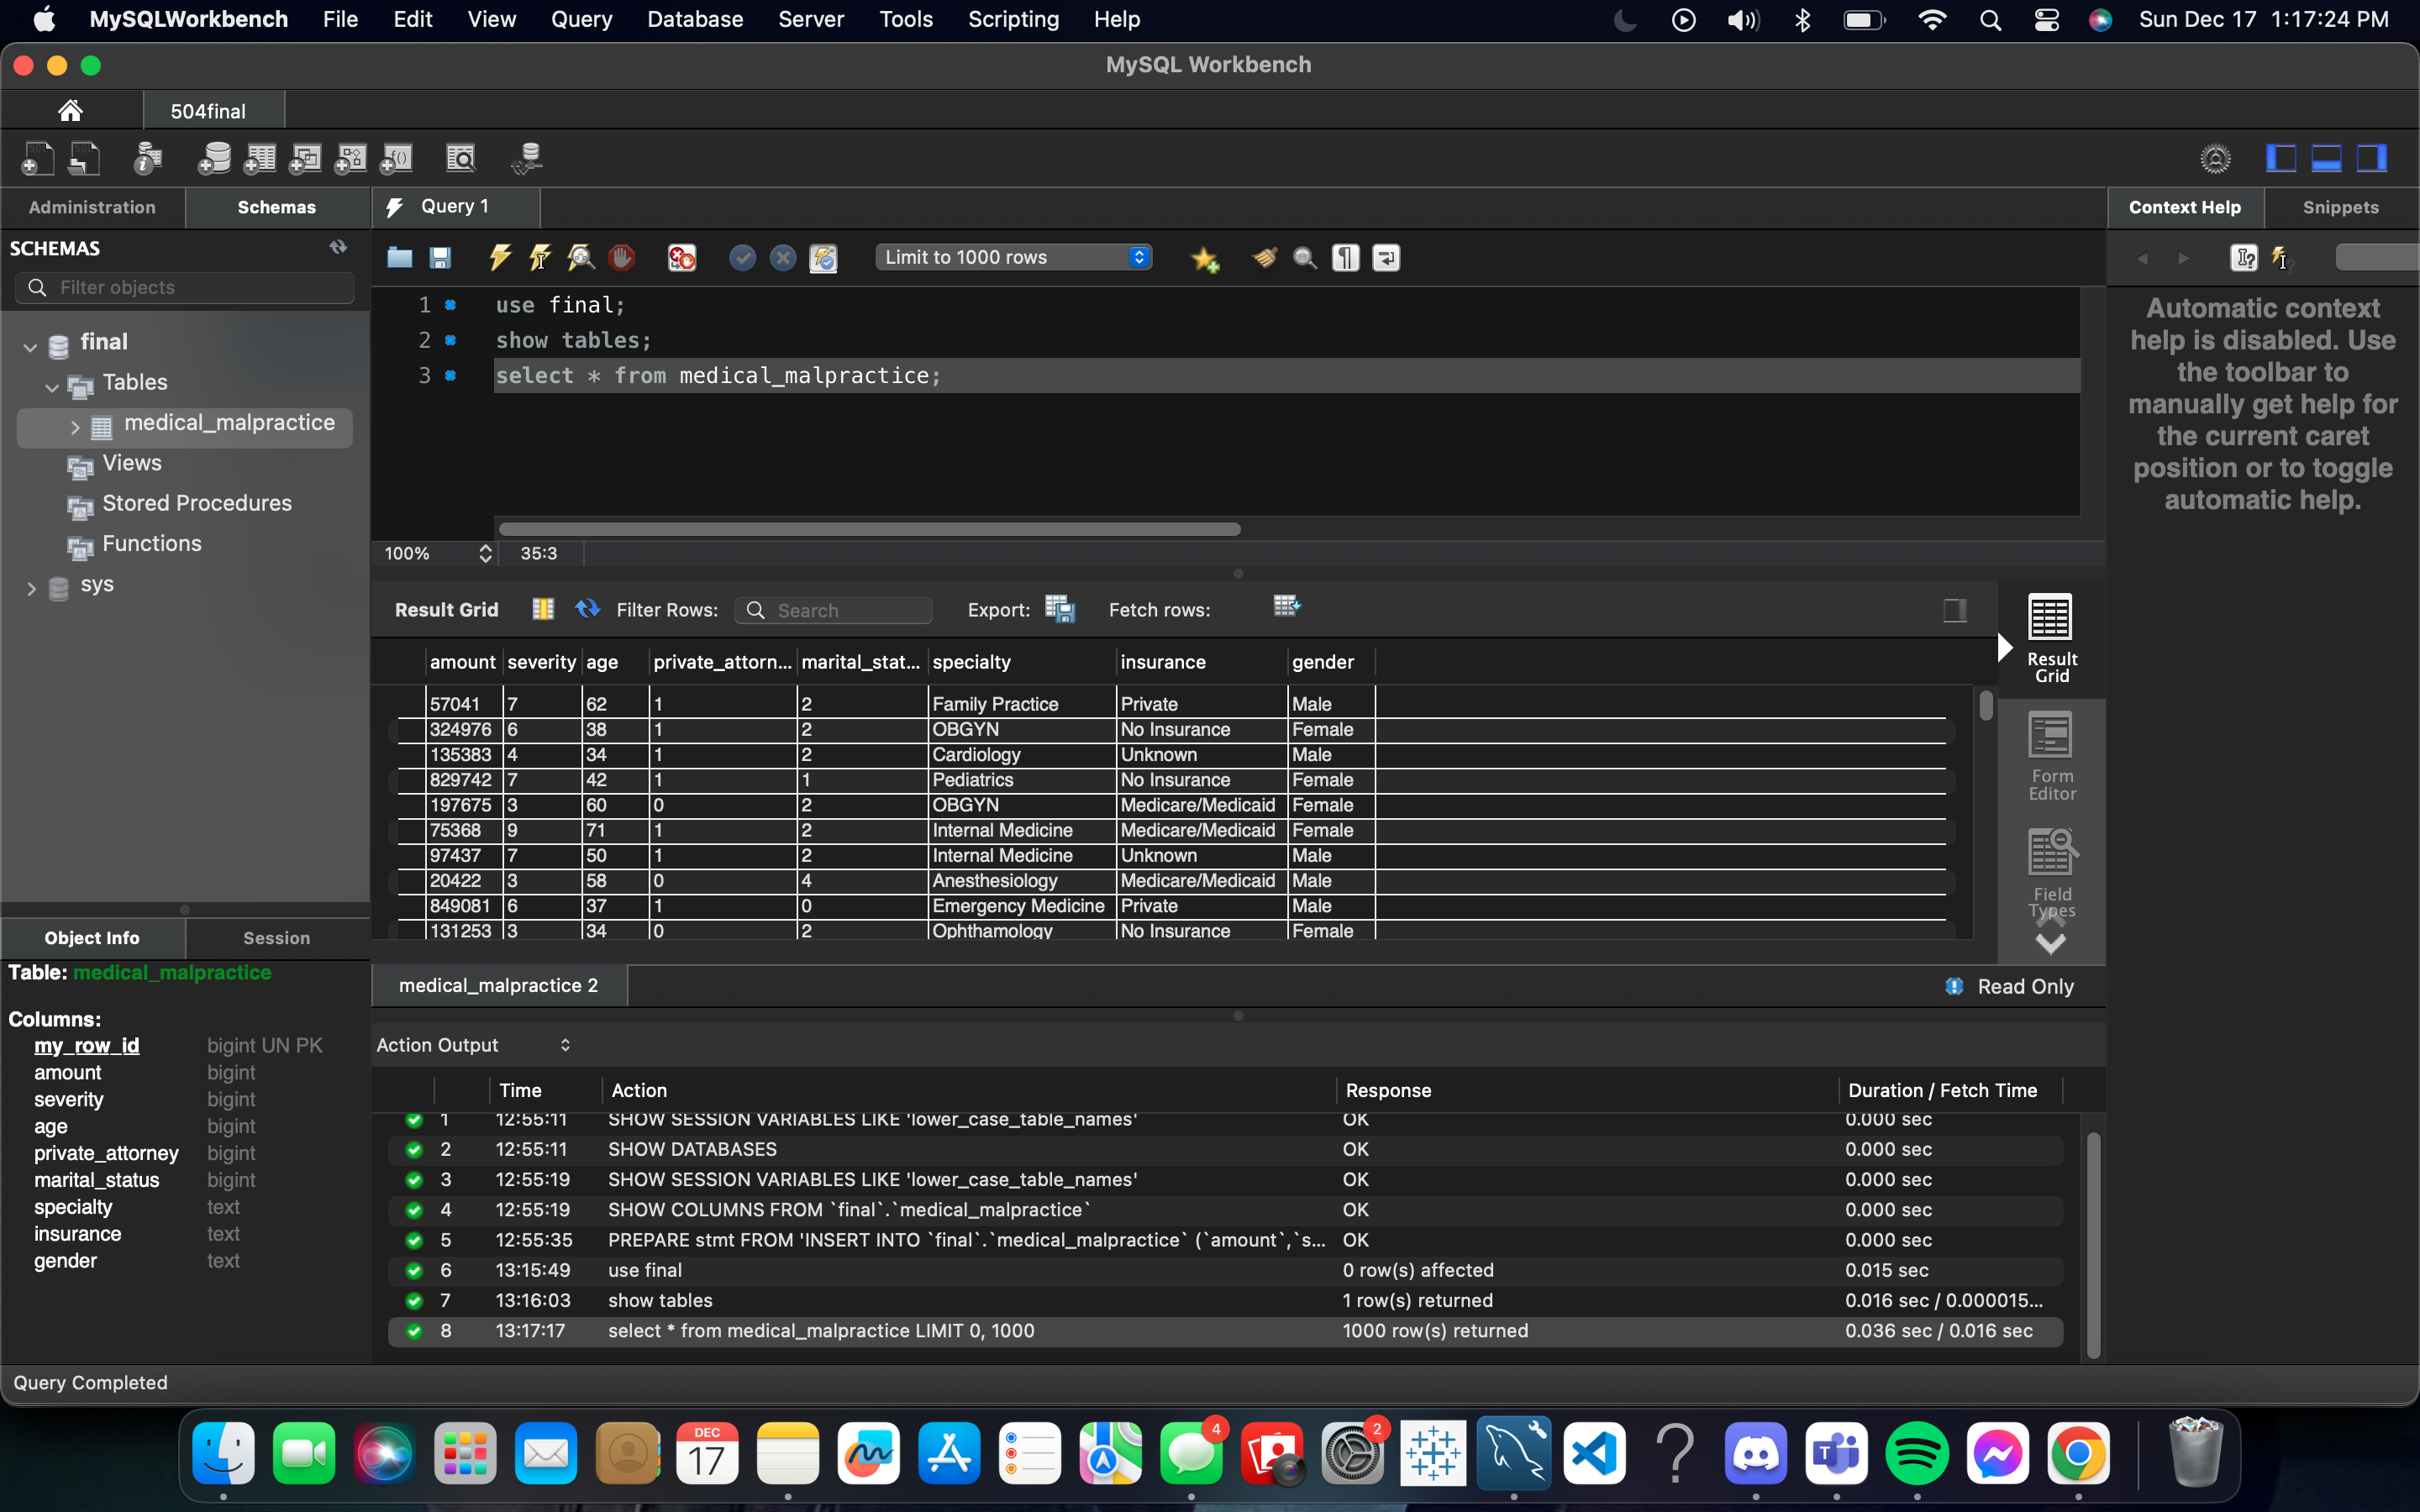 MySQLWorkbench File Edit View Query Database Server Tools Scripting Help Sun Dec 17 1:17:24 PM
MySQL Workbench
504final
Administration Schemas Query 1 Context Help Snippets
SCHEMAS
Filter objects
Limit to 1000 rows
final
Tables
medical_malpractice
Views
Stored Procedures
Functions
sys
1 use final;
2 show tables;
3 select * from medical_malpractice;
100% 35:3
Automatic context
help is disabled. Use
the toolbar to
manually get help for
the current caret
position or to toggle
automatic help.
Result Grid Filter Rows: Search Export: Fetch rows:
amount severity age private_attorn... marital_stat... specialty insurance gender
57041 7 62 1 2 Family Practice Private Male
324976 6 38 1 2 OBGYN No Insurance Female
135383 4 34 1 2 Cardiology Unknown Male
829742 7 42 1 1 Pediatrics No Insurance Female
197675 3 60 0 2 OBGYN Medicare/Medicaid Female
75368 9 71 1 2 Internal Medicine Medicare/Medicaid Female
97437 7 50 1 2 Internal Medicine Unknown Male
20422 3 58 0 4 Anesthesiology Medicare/Medicaid Male
849081 6 37 1 0 Emergency Medicine Private Male
131253 3 34 0 2 Ophthamology No Insurance Female
Result
Grid
Form
Editor
Field
Types
medical_malpractice 2 Read Only
Object Info Session
Table: medical_malpractice
Columns:
my_row_id bigint UN PK
amount bigint
severity bigint
age bigint
private_attorney bigint
marital_status bigint
specialty text
insurance text
gender text
Action Output
Time Action Response Duration / Fetch Time
1 12:55:11 SHOW SESSION VARIABLES LIKE 'lower_case_table_names' OK 0.000 sec
2 12:55:11 SHOW DATABASES OK 0.000 sec
3 12:55:19 SHOW SESSION VARIABLES LIKE 'lower_case_table_names' OK 0.000 sec
4 12:55:19 SHOW COLUMNS FROM `final`.`medical_malpractice` OK 0.000 sec
5 12:55:35 PREPARE stmt FROM 'INSERT INTO `final`.`medical_malpractice` (`amount`,`s... OK 0.000 sec
6 13:15:49 use final 0 row(s) affected 0.015 sec
7 13:16:03 show tables 1 row(s) returned 0.016 sec / 0.000015...
8 13:17:17 select * from medical_malpractice LIMIT 0, 1000 1000 row(s) returned 0.036 sec / 0.016 sec
Query Completed
DEC
17
4
2